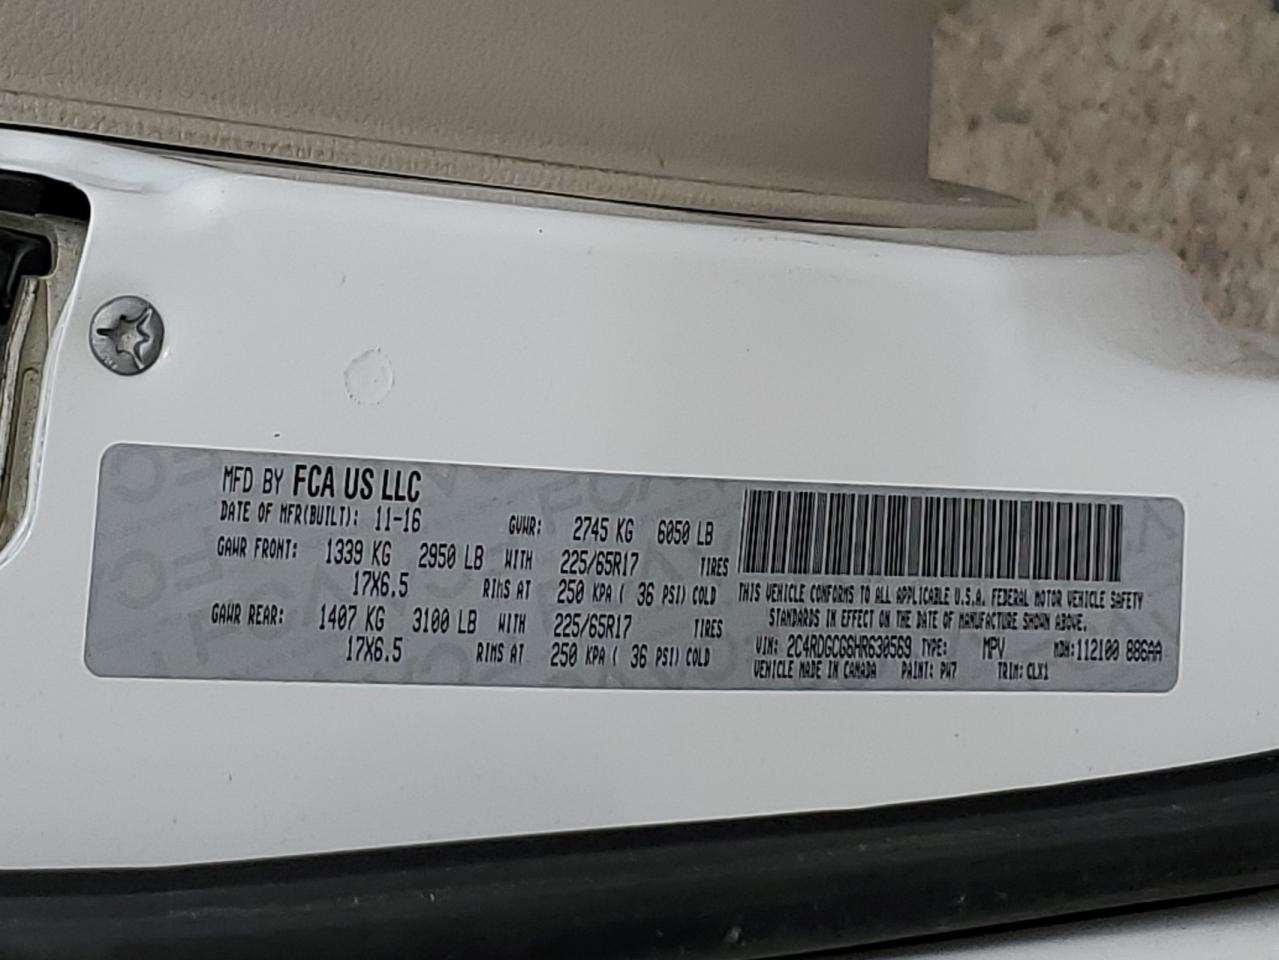 MFD BY FCA US LLC
DATE OF MFR(BUILT): 11-16 GVWR: 2745 KG 6050 LB
GAWR FRONT: 1339 KG 2950 LB WITH 225/65R17 TIRES
17X6.5 RIMS AT 250 KPA ( 36 PSI) COLD
GAWR REAR: 1407 KG 3100 LB WITH 225/65R17 TIRES
17X6.5 RIMS AT 250 KPA ( 36 PSI) COLD
THIS VEHICLE CONFORMS TO ALL APPLICABLE U.S.A. FEDERAL MOTOR VEHICLE SAFETY
STANDARDS IN EFFECT ON THE DATE OF MANUFACTURE SHOWN ABOVE.
VIN: 2C4RDGCG6HR630569 TYPE: MPV MDH:112100 886AA
VEHICLE MADE IN CANADA PAINT: PW7 TRIM: CLX1